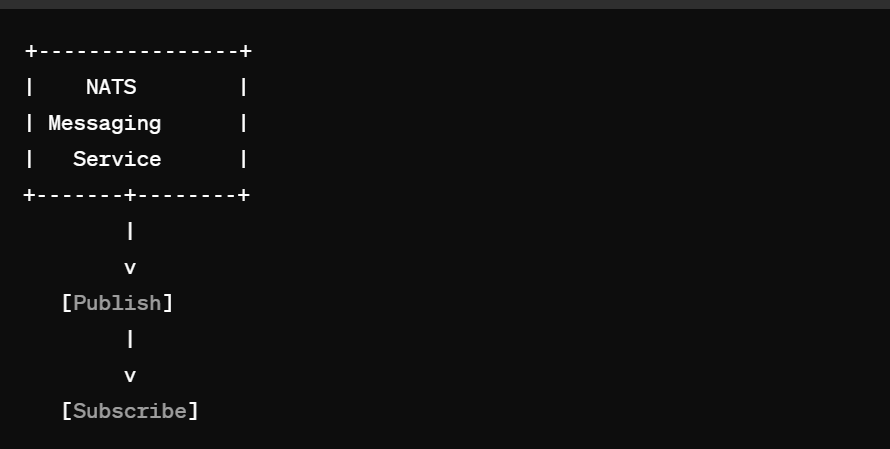 +----------------+
|    NATS        |
| Messaging      |
|   Service      |
+-------+--------+
        |
        v
   [Publish]
        |
        v
   [Subscribe]